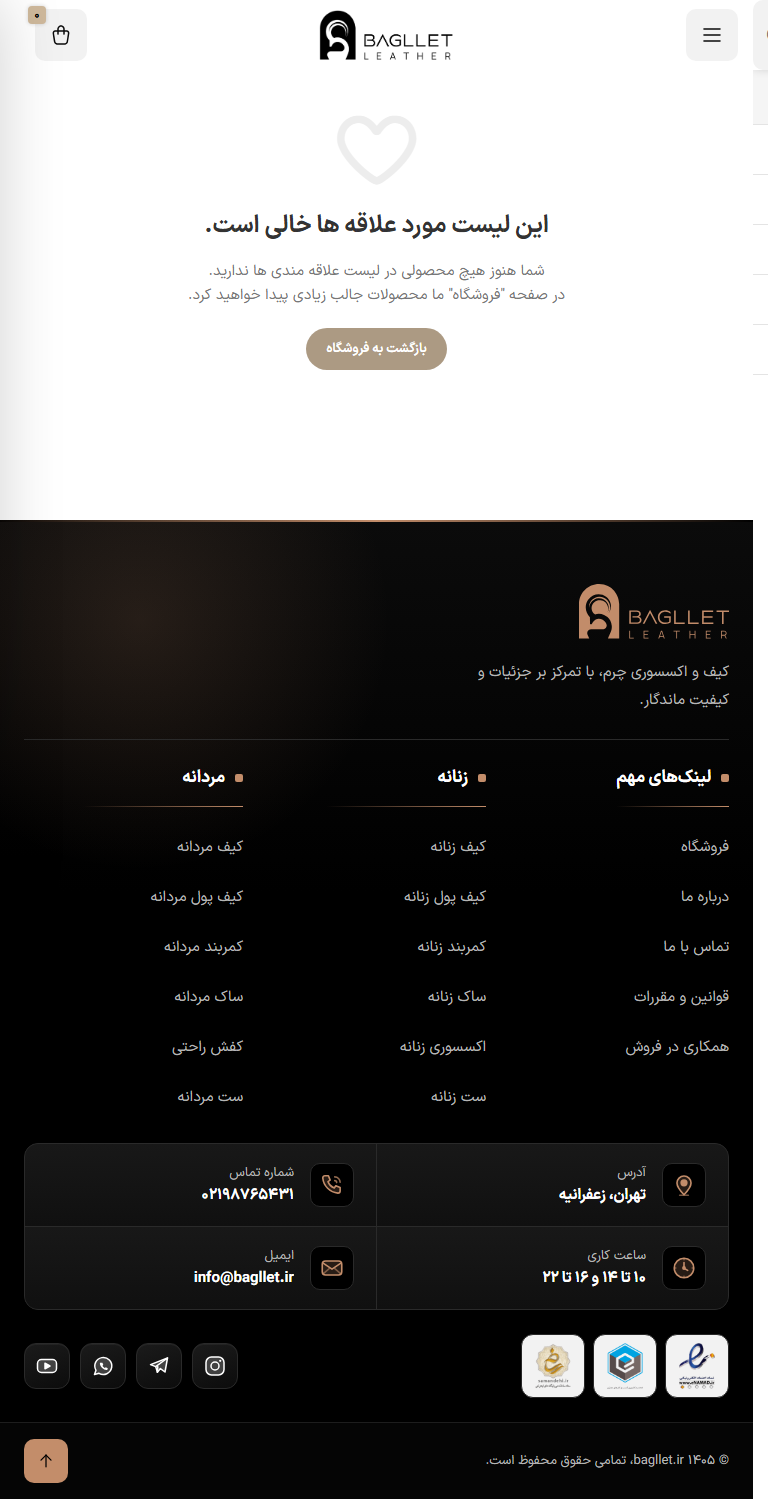 ۰
BAGLLET
LEATHER
این لیست مورد علاقه ها خالی است.
شما هنوز هیچ محصولی در لیست علاقه مندی ها ندارید.
در صفحه "فروشگاه" ما محصولات جالب زیادی پیدا خواهید کرد.
بازگشت به فروشگاه
BAGLLET
LEATHER
کیف و اکسسوری چرم، با تمرکز بر جزئیات و
کیفیت ماندگار.
لینک‌های مهم
فروشگاه
درباره ما
تماس با ما
قوانین و مقررات
همکاری در فروش
زنانه
کیف زنانه
کیف پول زنانه
کمربند زنانه
ساک زنانه
اکسسوری زنانه
ست زنانه
مردانه
کیف مردانه
کیف پول مردانه
کمربند مردانه
ساک مردانه
کفش راحتی
ست مردانه
آدرس
تهران، زعفرانیه
شماره تماس
۰۲۱۹۸۷۶۵۴۳۱
ساعت کاری
۱۰ تا ۱۴ و ۱۶ تا ۲۲
ایمیل
info@bagllet.ir
samandehi.ir
© ۱۴۰۵ bagllet.ir، تمامی حقوق محفوظ است.